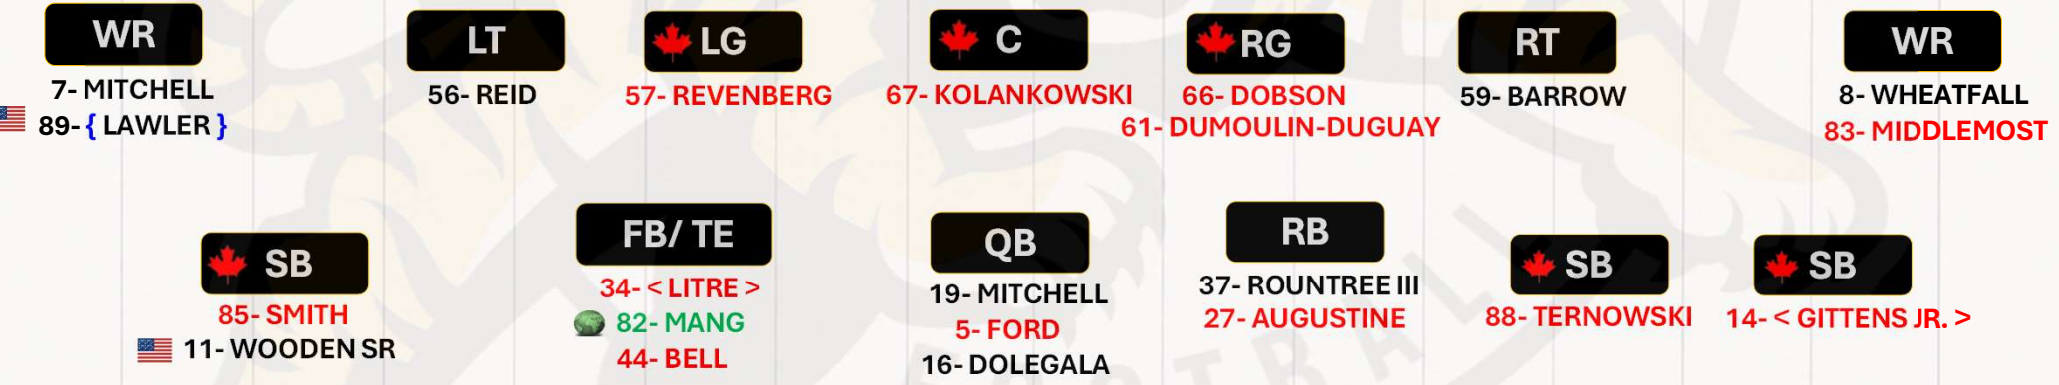 WR
7- MITCHELL
89- { LAWLER }
LT
56- REID
LG
57- REVENBERG
C
67- KOLANKOWSKI
RG
66- DOBSON
61- DUMOULIN-DUGUAY
RT
59- BARROW
WR
8- WHEATFALL
83- MIDDLEMOST
SB
85- SMITH
11- WOODEN SR
FB/ TE
34- < LITRE >
82- MANG
44- BELL
QB
19- MITCHELL
5- FORD
16- DOLEGALA
RB
37- ROUNTREE III
27- AUGUSTINE
SB
88- TERNOWSKI
SB
14- < GITTENS JR. >